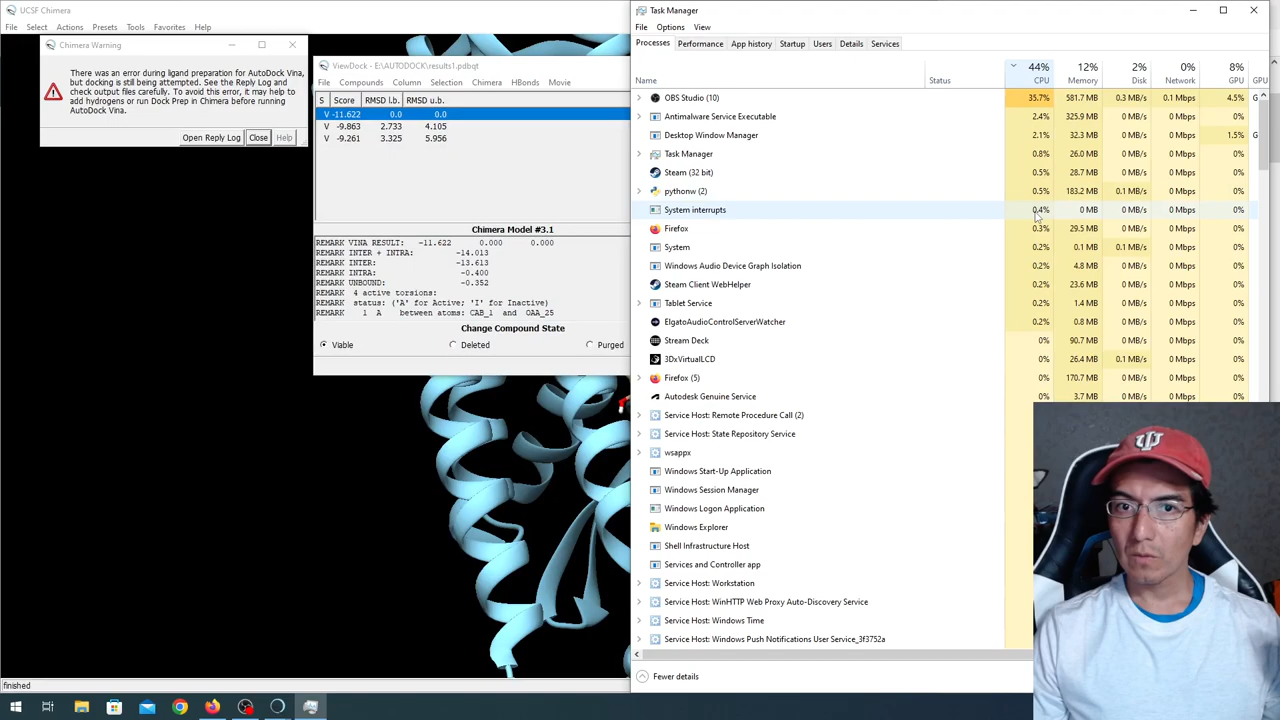 UCSF Chimera
File Select Actions Presets Tools Favorites Help
Chimera Warning
There was an error during ligand preparation for AutoDock Vina,
but docking is still being attempted. See the Reply Log and
check output files carefully. To avoid this error, it may help to
add hydrogens or run Dock Prep in Chimera before running
AutoDock Vina.
Open Reply Log Close Help
ViewDock - E:\AUTODOCK\results1.pdbqt
File Compounds Column Selection Chimera HBonds Movie
S Score RMSD l.b. RMSD u.b.
V -11.622 0.0 0.0
V -9.863 2.733 4.105
V -9.261 3.325 5.956
Chimera Model #3.1
REMARK VINA RESULT: -11.622 0.000 0.000
REMARK INTER + INTRA: -14.013
REMARK INTER: -13.613
REMARK INTRA: -0.400
REMARK UNBOUND: -0.352
REMARK 4 active torsions:
REMARK status: ('A' for Active; 'I' for Inactive)
REMARK 1 A between atoms: CAB_1 and OAA_25
Change Compound State
Viable Deleted Purged
finished
Task Manager
File Options View
Processes Performance App history Startup Users Details Services
44% 12% 2% 0% 8%
Name Status CPU Memory Disk Network GPU GPU
OBS Studio (10) 35.7% 581.7 MB 0.3 MB/s 0.1 Mbps 4.5% G
Antimalware Service Executable 2.4% 325.9 MB 0 MB/s 0 Mbps 0%
Desktop Window Manager 2.1% 32.3 MB 0 MB/s 0 Mbps 1.5% G
Task Manager 0.8% 26.0 MB 0 MB/s 0 Mbps 0%
Steam (32 bit) 0.5% 28.7 MB 0 MB/s 0 Mbps 0%
pythonw (2) 0.5% 183.2 MB 0.1 MB/s 0 Mbps 0%
System interrupts 0.4% 0 MB 0 MB/s 0 Mbps 0%
Firefox 0.3% 29.5 MB 0 MB/s 0 Mbps 0%
System 0.2% 0.1 MB 0.1 MB/s 0 Mbps 0%
Windows Audio Device Graph Isolation 0.2% 4.8 MB 0 MB/s 0 Mbps 0%
Steam Client WebHelper 0.2% 23.6 MB 0 MB/s 0 Mbps 0%
Tablet Service 0.2% 1.4 MB 0 MB/s 0 Mbps 0%
ElgatoAudioControlServerWatcher 0.2% 0.8 MB 0 MB/s 0 Mbps 0%
Stream Deck 0% 90.7 MB 0 MB/s 0 Mbps 0%
3DxVirtualLCD 0% 26.4 MB 0.1 MB/s 0 Mbps 0%
Firefox (5) 0% 170.7 MB 0 MB/s 0 Mbps 0%
Autodesk Genuine Service 0% 3.7 MB 0 MB/s 0 Mbps 0%
Service Host: Remote Procedure Call (2)
Service Host: State Repository Service
wsappx
Windows Start-Up Application
Windows Session Manager
Windows Logon Application
Windows Explorer
Shell Infrastructure Host
Services and Controller app
Service Host: Workstation
Service Host: WinHTTP Web Proxy Auto-Discovery Service
Service Host: Windows Time
Service Host: Windows Push Notifications User Service_3f3752a
Fewer details